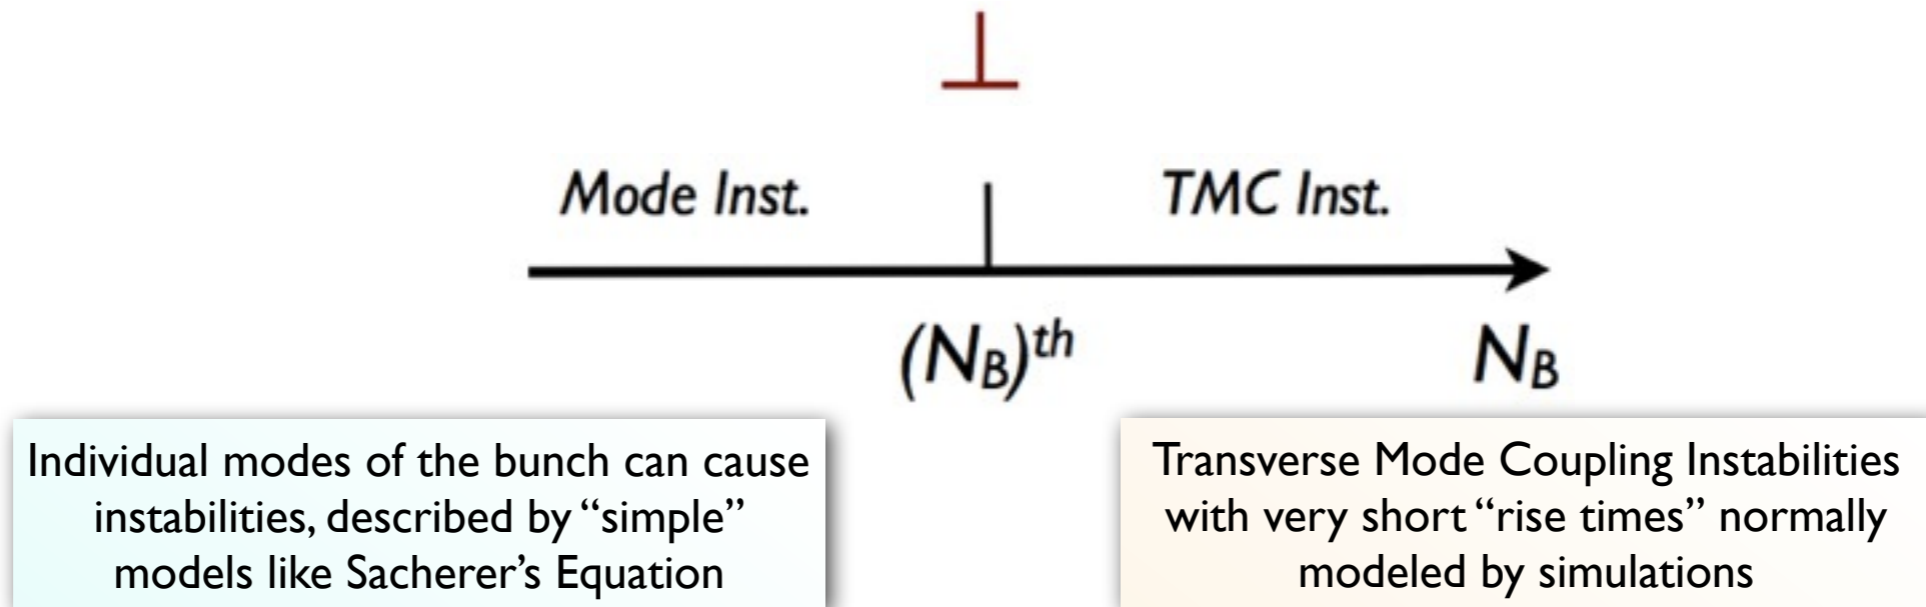 ⊥
Mode Inst.
TMC Inst.
(N_B)^th
N_B
Individual modes of the bunch can cause
instabilities, described by “simple”
models like Sacherer’s Equation
Transverse Mode Coupling Instabilities
with very short “rise times” normally
modeled by simulations